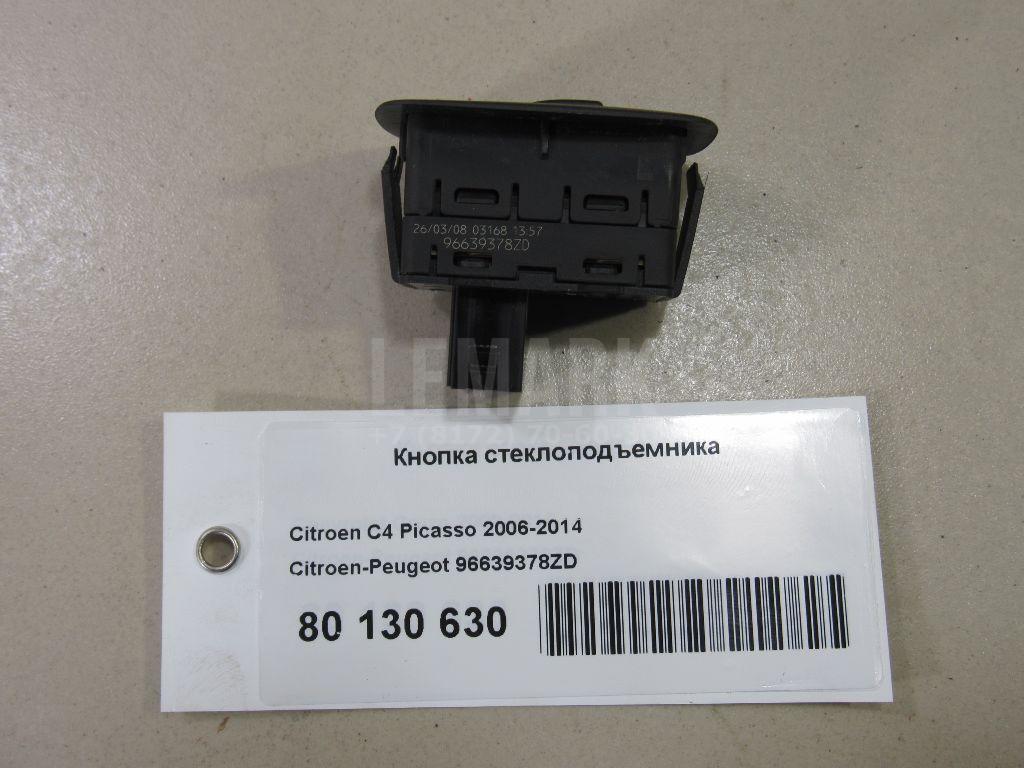 26/03/08 03168 13:57
96639378ZD
LEMARK
Кнопка стеклоподъемника
Citroen C4 Picasso 2006-2014
Citroen-Peugeot 96639378ZD
80 130 630